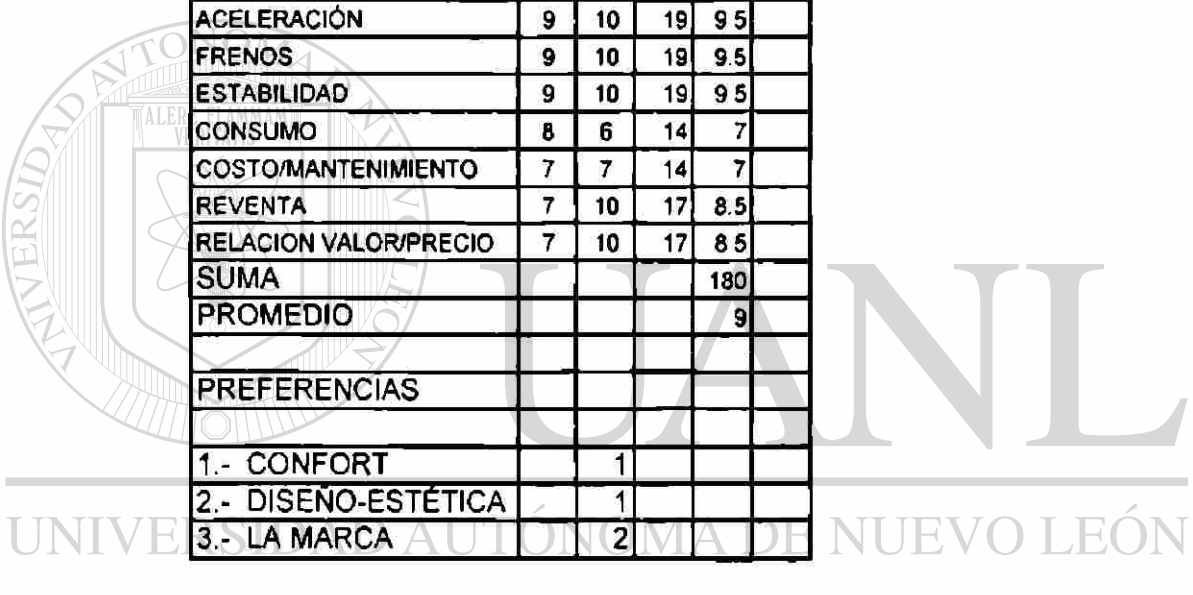 ACELERACIÓN 9 10 19 9 5
FRENOS 9 10 19 9.5
ESTABILIDAD 9 10 19 9 5
CONSUMO 8 6 14 7
COSTO/MANTENIMIENTO 7 7 14 7
REVENTA 7 10 17 8.5
RELACION VALOR/PRECIO 7 10 17 8 5
SUMA 180
PROMEDIO 9
PREFERENCIAS
1.- CONFORT 1
2.- DISEÑO-ESTÉTICA 1
3.- LA MARCA 2
UANL
UNIVERSIDAD AUTÓNOMA DE NUEVO LEÓN